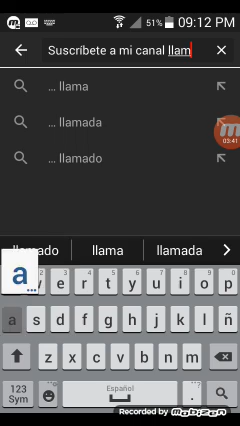 51% 09:12 PM
Suscríbete a mi canal llam
... llama
... llamada
03:41
... llamado
llamado llama llamada
a
e r t y u i o p
a s d f g h j k l ñ
z x c v b n m
123 Sym Español . ,
Recorded by mobizen